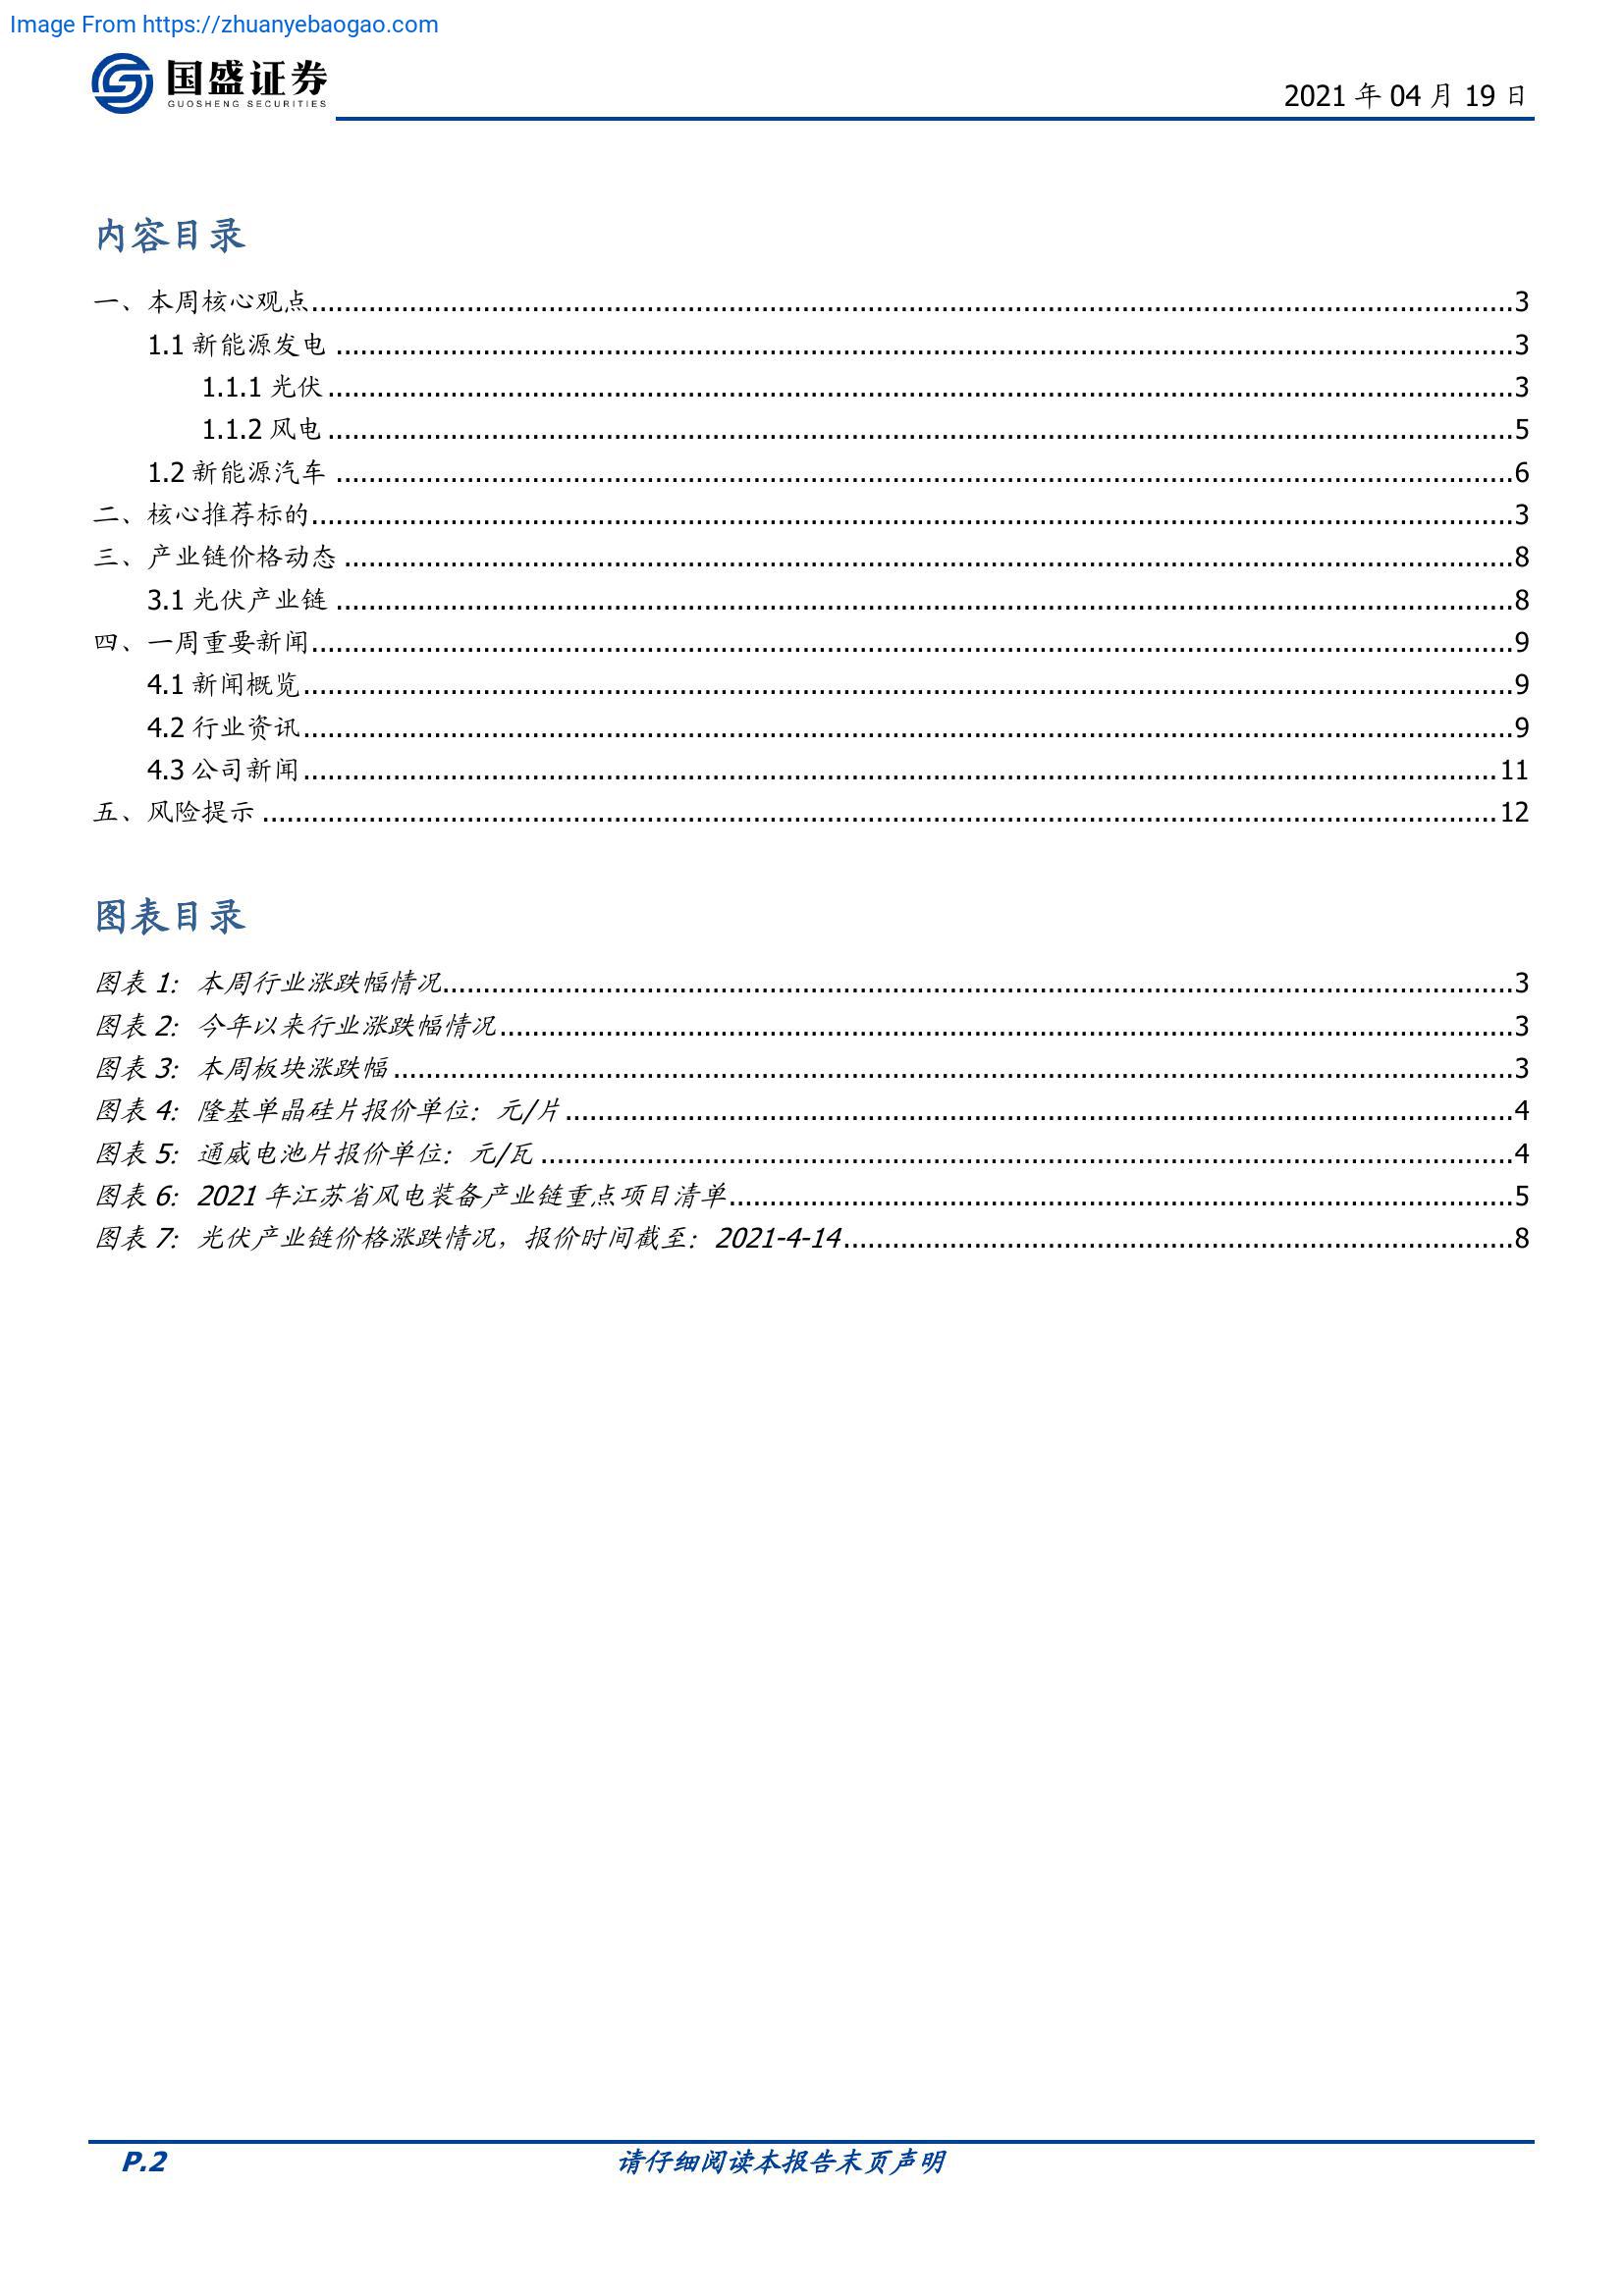 Image From https://zhuanyebaogao.com
国盛证券
GUOSHENG SECURITIES
2021 年 04 月 19 日
内容目录
一、本周核心观点........................3
1.1 新能源发电........................3
1.1.1 光伏........................3
1.1.2 风电........................5
1.2 新能源汽车........................6
二、核心推荐标的........................3
三、产业链价格动态........................8
3.1 光伏产业链........................8
四、一周重要新闻........................9
4.1 新闻概览........................9
4.2 行业资讯........................9
4.3 公司新闻........................11
五、风险提示........................12
图表目录
图表 1：本周行业涨跌幅情况........................3
图表 2：今年以来行业涨跌幅情况........................3
图表 3：本周板块涨跌幅........................3
图表 4：隆基单晶硅片报价单位：元/片........................4
图表 5：通威电池片报价单位：元/瓦........................4
图表 6：2021 年江苏省风电装备产业链重点项目清单........................5
图表 7：光伏产业链价格涨跌情况，报价时间截至：2021-4-14........................8
P.2
请仔细阅读本报告末页声明